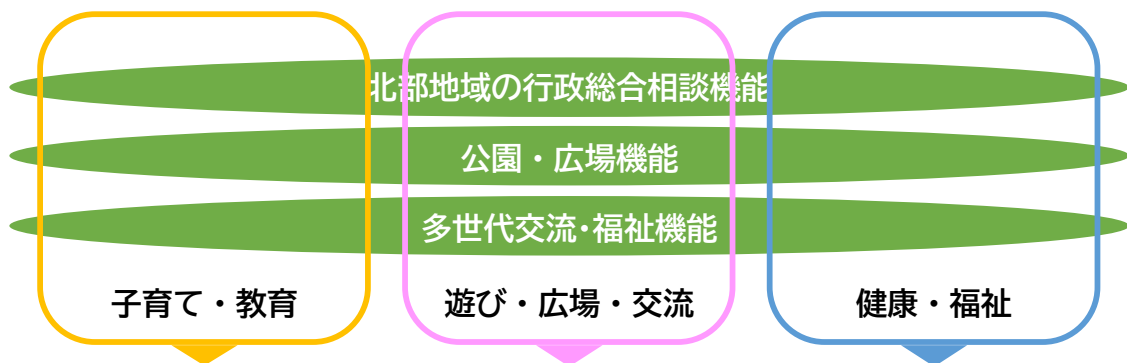 北部地域の行政総合相談機能
公園・広場機能
多世代交流・福祉機能
子育て・教育
遊び・広場・交流
健康・福祉